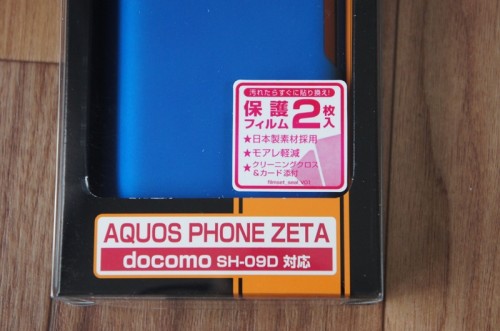 汚れたらすぐに貼り換え!
保護
フィルム
2枚入
★日本製素材採用
★モアレ軽減
★クリーニングクロス
&カード添付
AQUOS PHONE ZETA
docomo SH-09D 対応